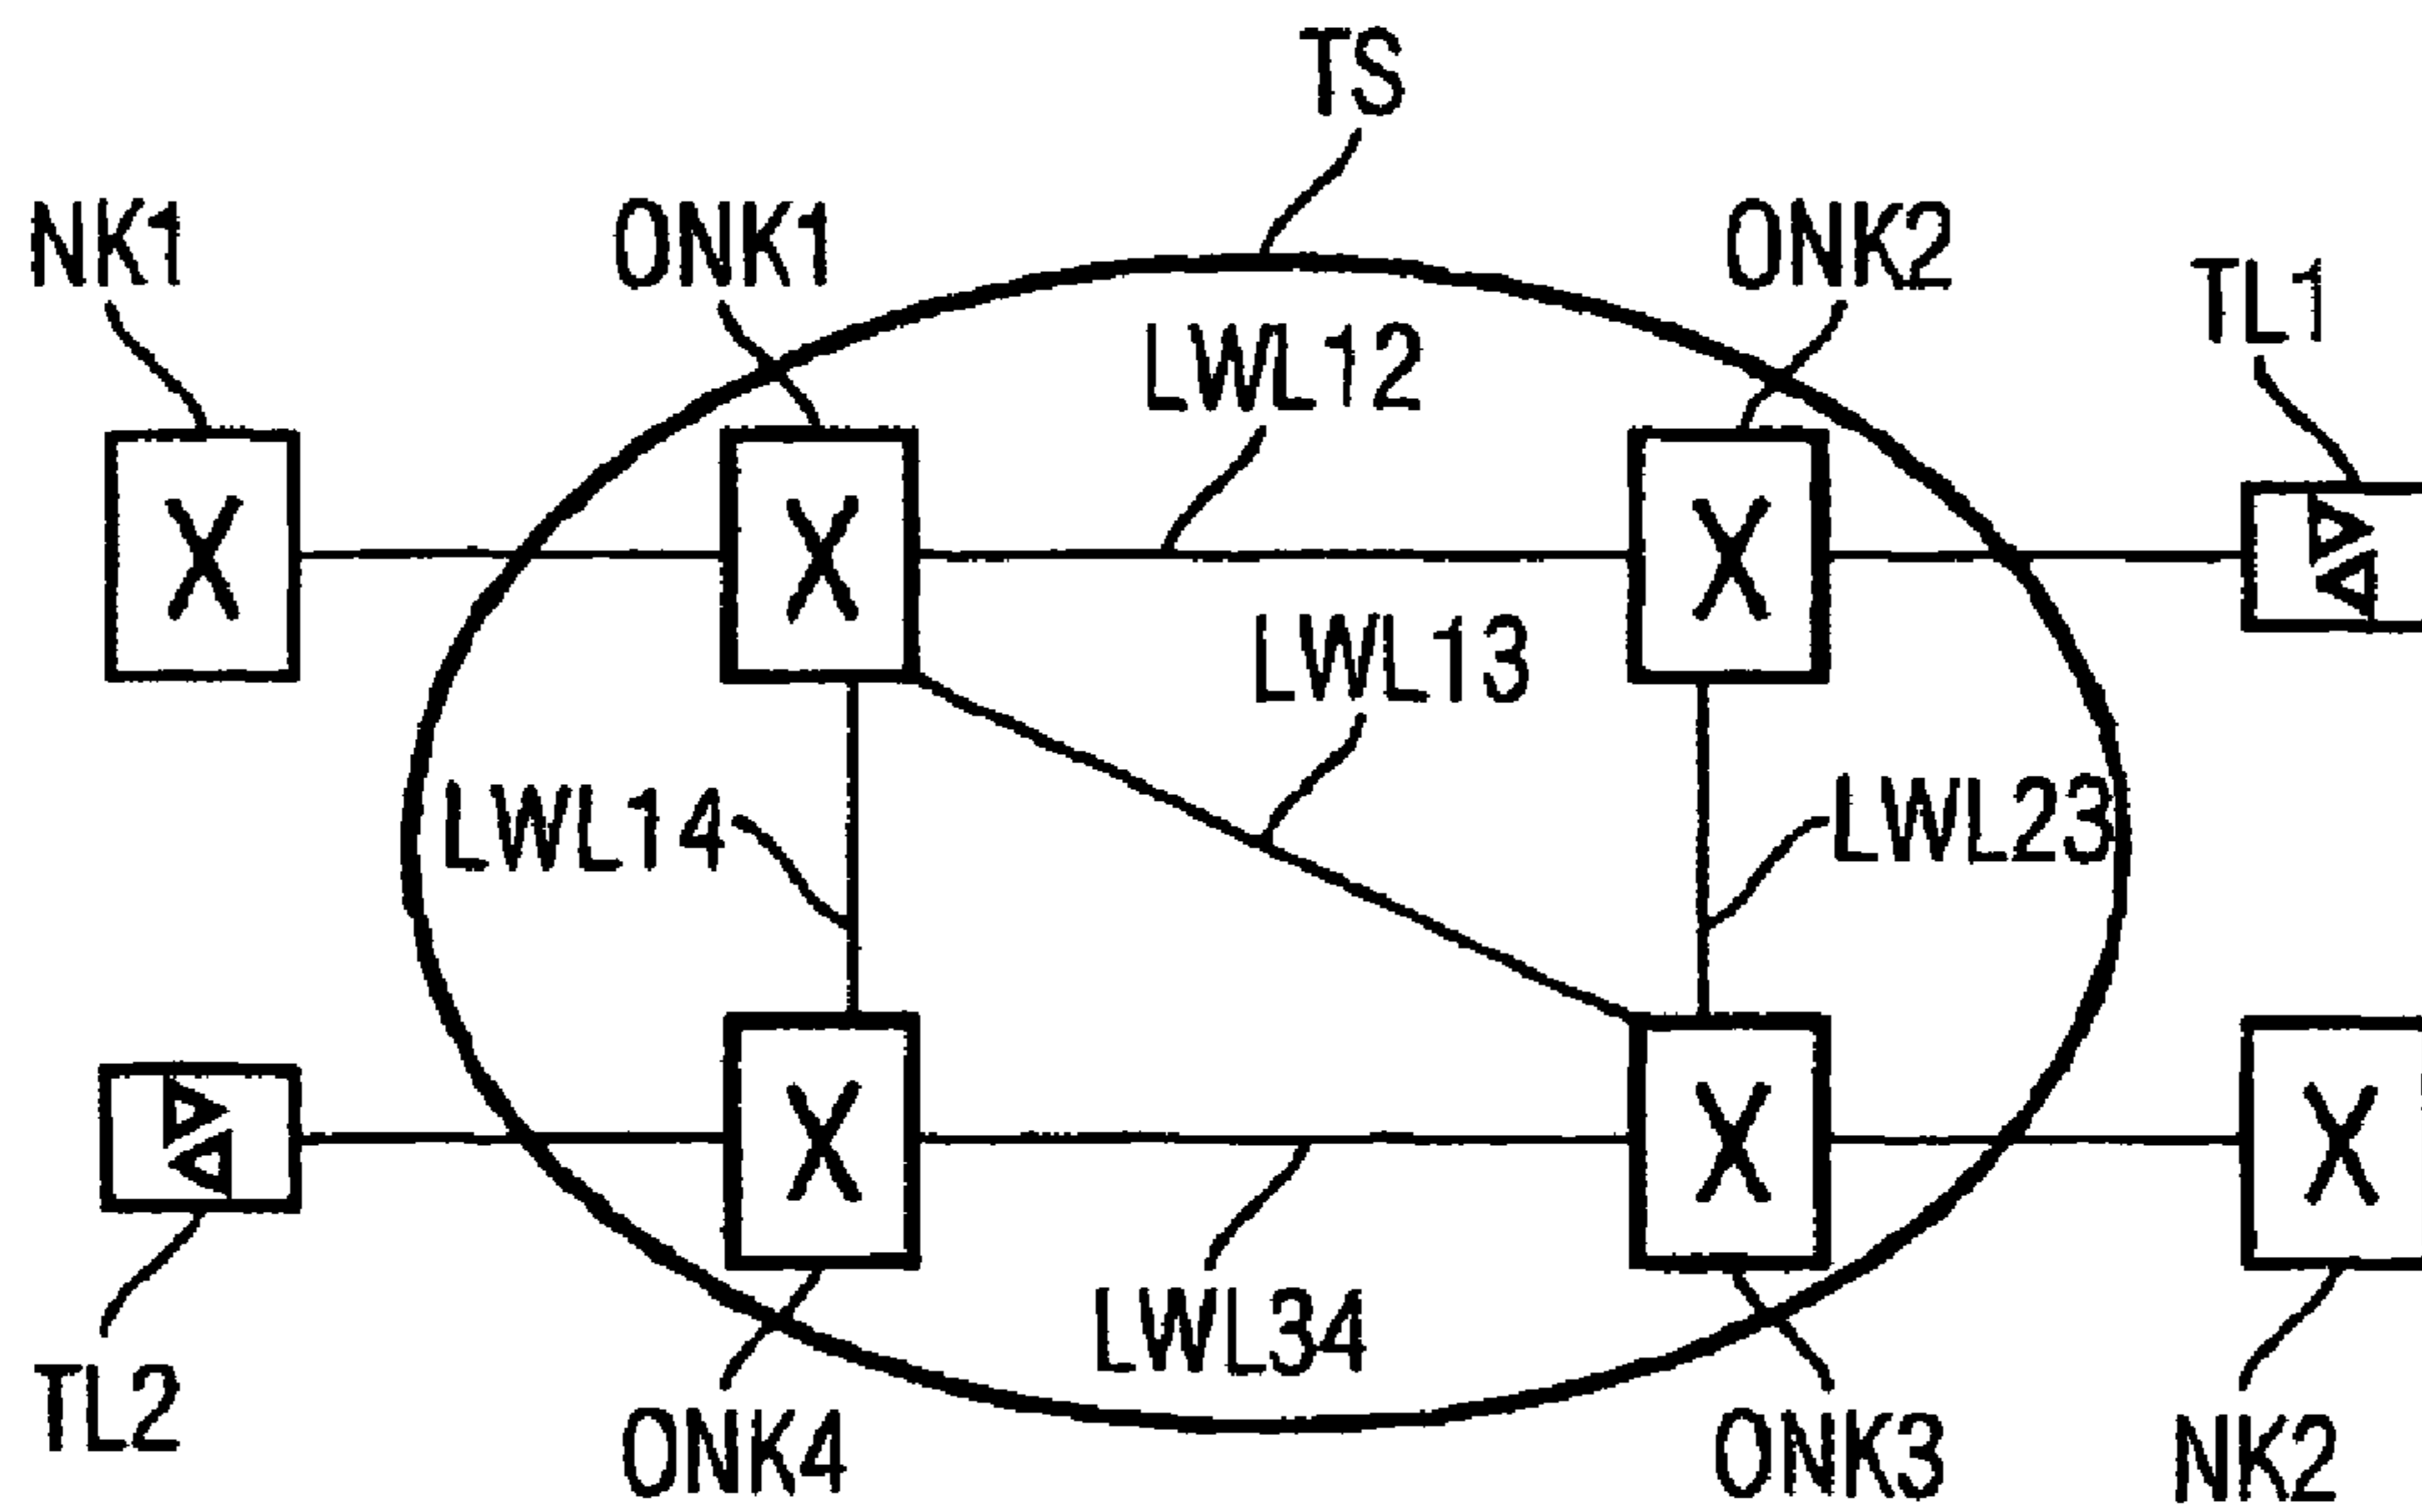 TS
NK1
ONK1
ONK2
TL1
LWL12
X
X
X
LWL13
LWL14
LWL23
X
X
X
LWL34
TL2
ONK4
ONK3
NK2